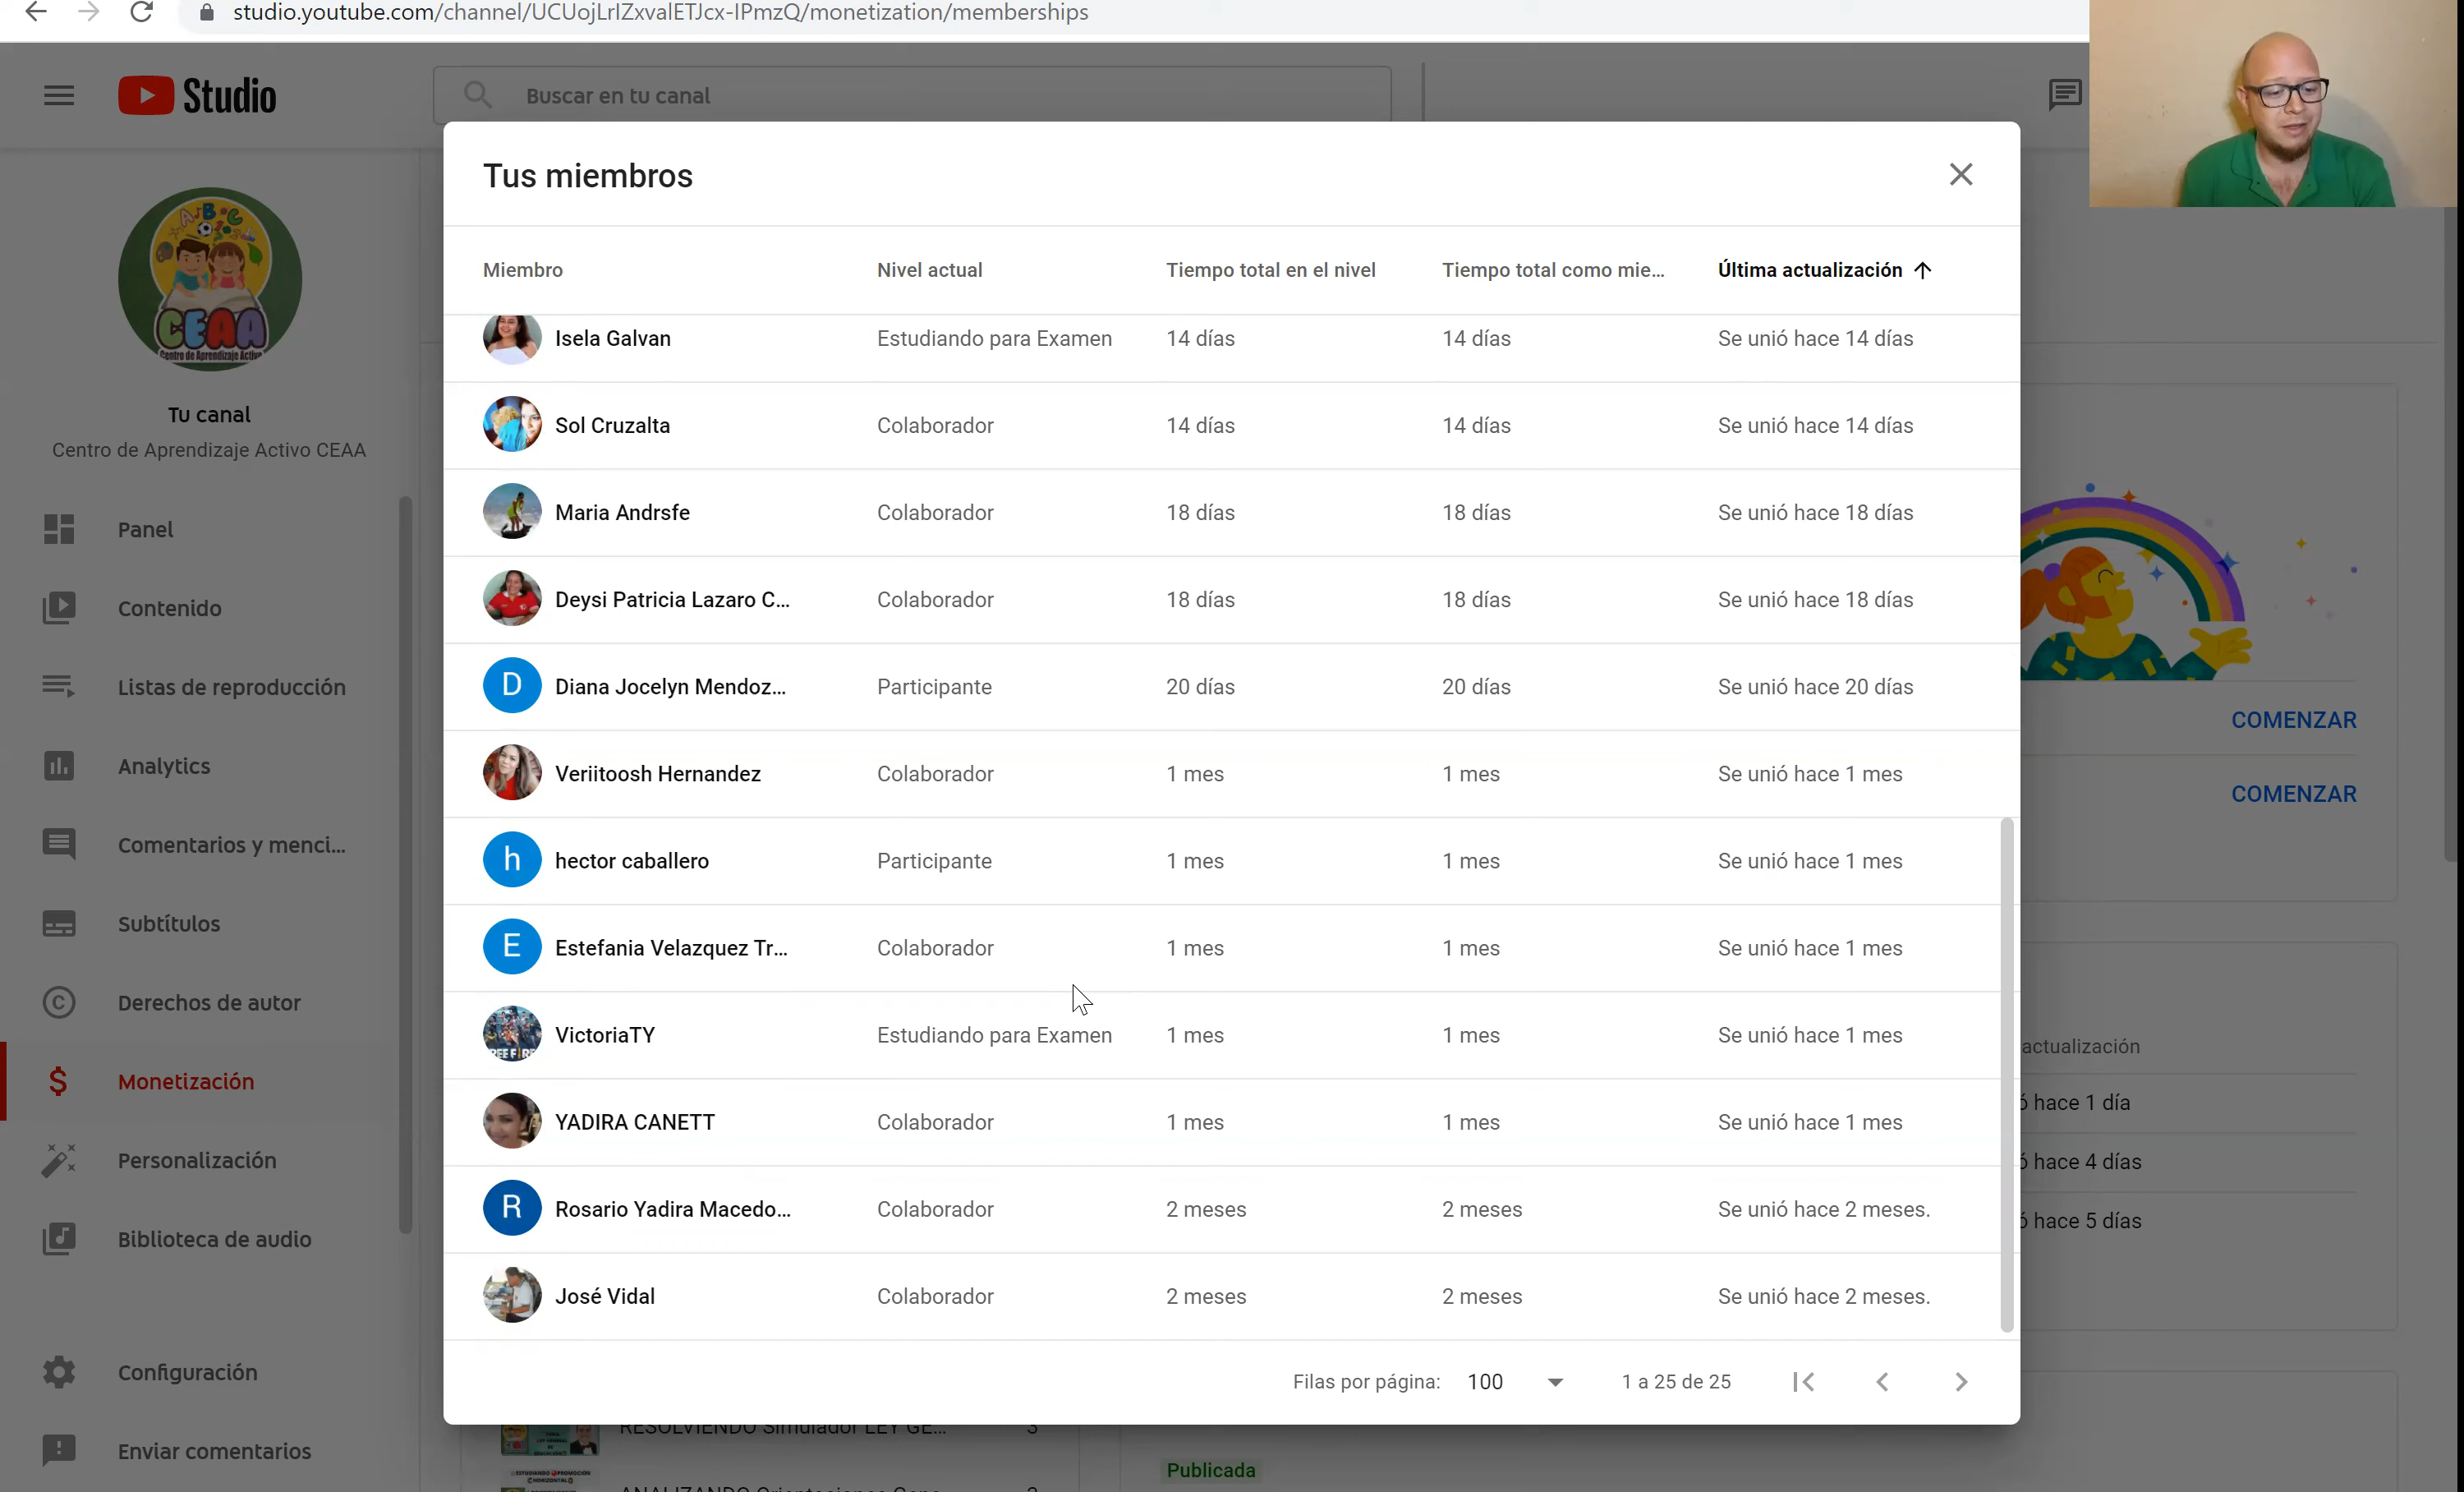 studio.youtube.com/channel/UCUojLrIZxvalETJcx-IPmzQ/monetization/memberships
Studio
Buscar en tu canal
A B C
CEAA
Centro de Aprendizaje Activo
Tu canal
Centro de Aprendizaje Activo CEAA
Panel
Contenido
Listas de reproducción
Analytics
Comentarios y menci...
Subtítulos
Derechos de autor
Monetización
Personalización
Biblioteca de audio
Configuración
Enviar comentarios
Tus miembros
Miembro Nivel actual Tiempo total en el nivel Tiempo total como mie... Última actualización
Isela Galvan Estudiando para Examen 14 días 14 días Se unió hace 14 días
Sol Cruzalta Colaborador 14 días 14 días Se unió hace 14 días
Maria Andrsfe Colaborador 18 días 18 días Se unió hace 18 días
Deysi Patricia Lazaro C... Colaborador 18 días 18 días Se unió hace 18 días
D Diana Jocelyn Mendoz... Participante 20 días 20 días Se unió hace 20 días
Veriitoosh Hernandez Colaborador 1 mes 1 mes Se unió hace 1 mes
h hector caballero Participante 1 mes 1 mes Se unió hace 1 mes
E Estefania Velazquez Tr... Colaborador 1 mes 1 mes Se unió hace 1 mes
VictoriaTY Estudiando para Examen 1 mes 1 mes Se unió hace 1 mes
YADIRA CANETT Colaborador 1 mes 1 mes Se unió hace 1 mes
R Rosario Yadira Macedo... Colaborador 2 meses 2 meses Se unió hace 2 meses.
José Vidal Colaborador 2 meses 2 meses Se unió hace 2 meses.
Filas por página: 100 1 a 25 de 25
COMENZAR
COMENZAR
actualización
ó hace 1 día
ó hace 4 días
ó hace 5 días
RESOLVIENDO Simulador LEY GE... 3
Publicada